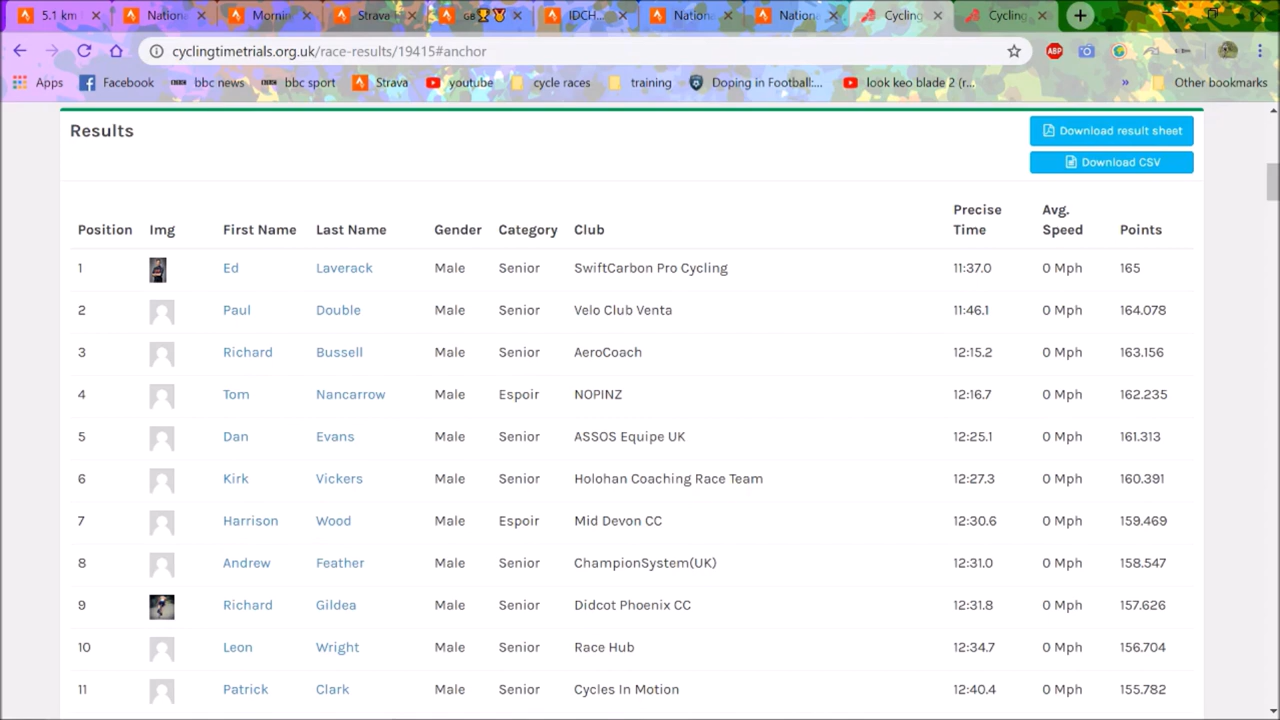 5.1 km Nationa Mornin Strava GB IDCH... Nationa Nationa Cycling Cycling
cyclingtimetrials.org.uk/race-results/19415#anchor ABP
Apps Facebook BBC bbc news BBC bbc sport Strava youtube cycle races training Doping in Football:... look keo blade 2 (r... » Other bookmarks
Results
Download result sheet
Download CSV
Position Img First Name Last Name Gender Category Club Precise Time Avg. Speed Points
1 Ed Laverack Male Senior SwiftCarbon Pro Cycling 11:37.0 0 Mph 165
2 Paul Double Male Senior Velo Club Venta 11:46.1 0 Mph 164.078
3 Richard Bussell Male Senior AeroCoach 12:15.2 0 Mph 163.156
4 Tom Nancarrow Male Espoir NOPINZ 12:16.7 0 Mph 162.235
5 Dan Evans Male Senior ASSOS Equipe UK 12:25.1 0 Mph 161.313
6 Kirk Vickers Male Senior Holohan Coaching Race Team 12:27.3 0 Mph 160.391
7 Harrison Wood Male Espoir Mid Devon CC 12:30.6 0 Mph 159.469
8 Andrew Feather Male Senior ChampionSystem(UK) 12:31.0 0 Mph 158.547
9 Richard Gildea Male Senior Didcot Phoenix CC 12:31.8 0 Mph 157.626
10 Leon Wright Male Senior Race Hub 12:34.7 0 Mph 156.704
11 Patrick Clark Male Senior Cycles In Motion 12:40.4 0 Mph 155.782